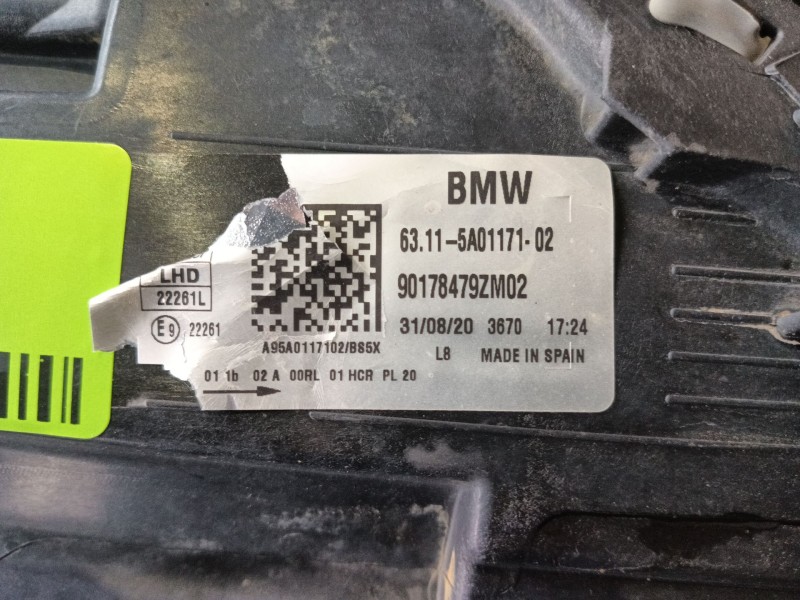 BMW
63.11-5A01171-02
90178479ZM02
31/08/20 3670 17:24
L8 MADE IN SPAIN
LHD
22261L
E9 22261
A95A0117102/BS5X
01 1b 02 A 00RL 01 HCR PL 20